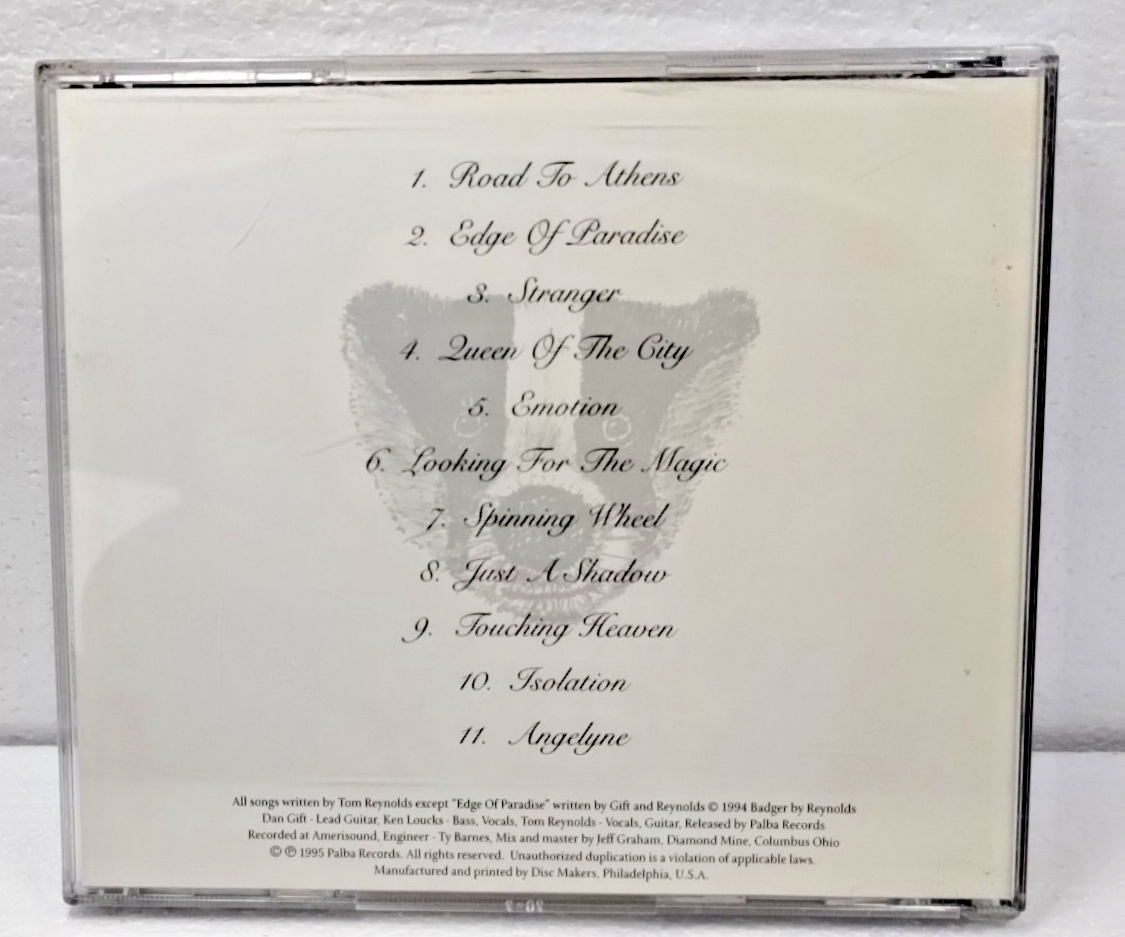 1. Road To Athens
2. Edge Of Paradise
3. Stranger
4. Queen Of The City
5. Emotion
6. Looking For The Magic
7. Spinning Wheel
8. Just A Shadow
9. Touching Heaven
10. Isolation
11. Angelyne
All songs written by Tom Reynolds except "Edge Of Paradise" written by Gift and Reynolds © 1994 Badger by Reynolds
Dan Gift - Lead Guitar, Ken Loucks - Bass, Vocals, Tom Reynolds - Vocals, Guitar, Released by Palba Records
Recorded at Amerisound, Engineer - Ty Barnes, Mix and master by Jeff Graham, Diamond Mine, Columbus Ohio
© ℗ 1995 Palba Records. All rights reserved. Unauthorized duplication is a violation of applicable laws.
Manufactured and printed by Disc Makers, Philadelphia, U.S.A.